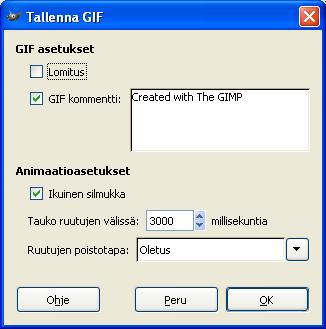 Tallenna GIF
GIF asetukset
Lomitus
GIF kommentti: Created with The GIMP
Animaatioasetukset
Ikuinen silmukka
Tauko ruutujen välissä: 3000 millisekuntia
Ruutujen poistotapa: Oletus
Ohje Peru OK